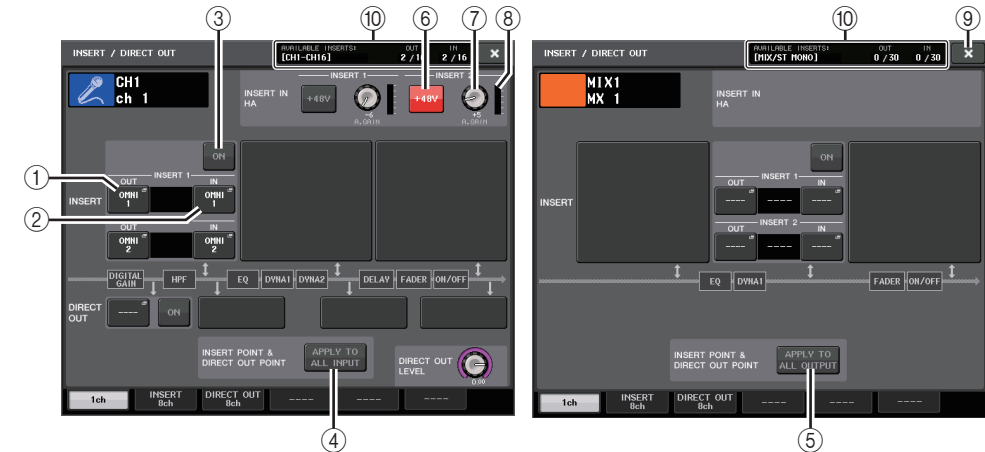 ③ ⑩ ⑥ ⑦ ⑧ ⑩ ⑨
INSERT / DIRECT OUT
AVAILABLE INSERTS: OUT IN
[CH1-CH16] 2 / 16
×
CH1
ch 1
INSERT IN
HA
INSERT 1
+48V
-6
A.GAIN
INSERT 2
+48V
+5
A.GAIN
ON
①
INSERT 1
OUT IN
INSERT
OMNI
1
OMNI
1
②
OUT IN
OMNI
2
OMNI
2
DIGITAL
GAIN
HPF
EQ
DYNA1
DYNA2
DELAY
FADER
ON/OFF
DIRECT
OUT
----
ON
INSERT POINT &
DIRECT OUT POINT
APPLY TO
ALL INPUT
DIRECT OUT
LEVEL
0.00
1ch
INSERT
8ch
DIRECT OUT
8ch
---- ---- ----
④
INSERT / DIRECT OUT
AVAILABLE INSERTS: OUT IN
[MIX/ST MONO] 0 /30 0 /30
×
MIX1
MX 1
INSERT IN
HA
ON
INSERT 1
OUT IN
INSERT
---- ---- ----
INSERT 2
OUT IN
---- ---- ----
EQ
DYNA1
FADER
ON/OFF
INSERT POINT &
DIRECT OUT POINT
APPLY TO
ALL OUTPUT
1ch
INSERT
8ch
DIRECT OUT
8ch
---- ---- ----
⑤